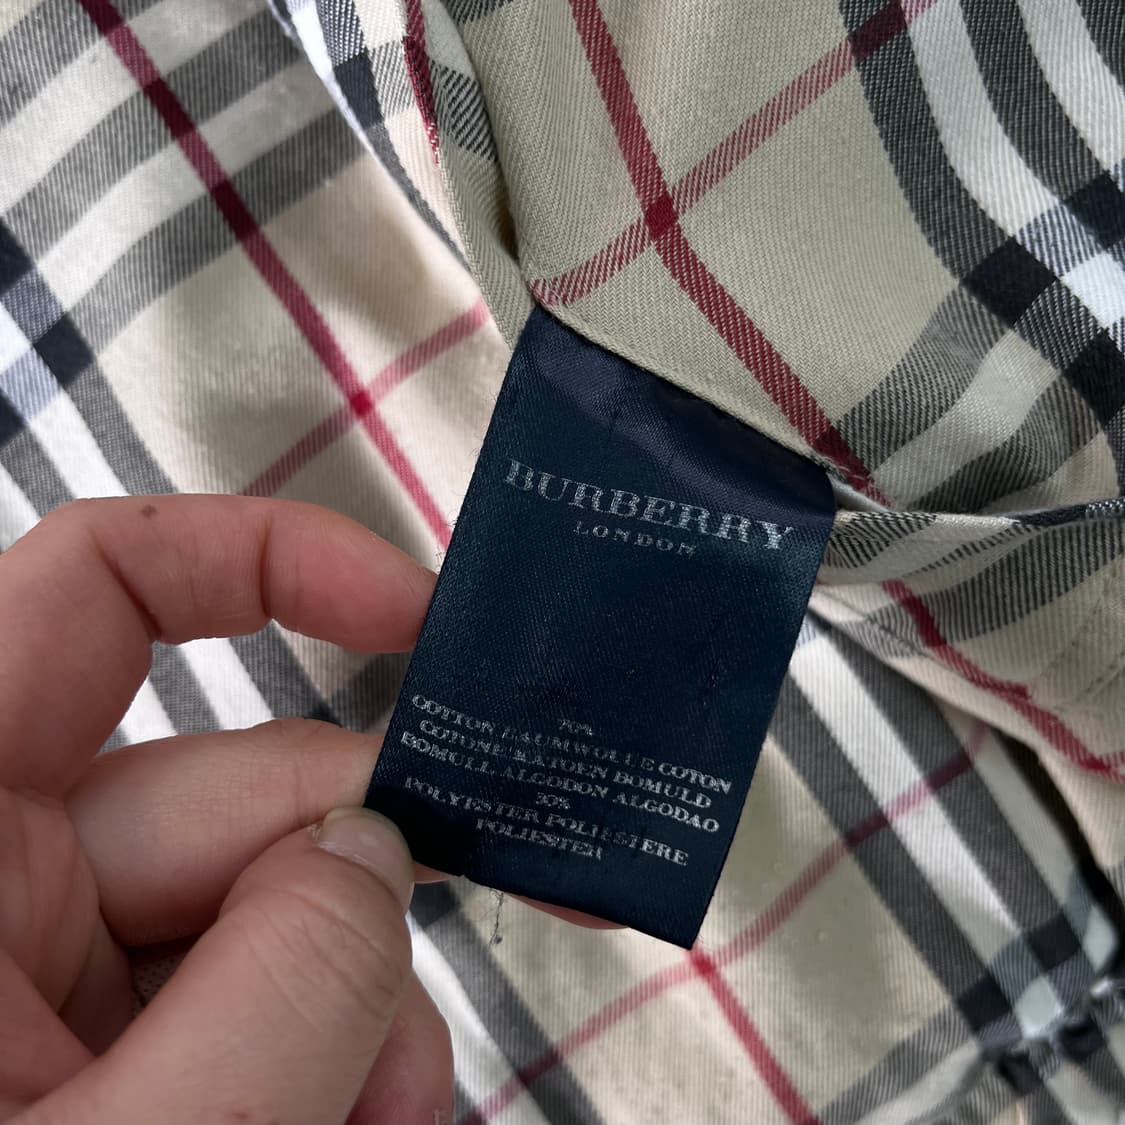 BURBERRY
LONDON
70%
COTTON BAUMWOLLE COTON
COTONE KATOEN BOMULD
BOMULL ALGODON ALGODAO
30%
POLYESTER POLIESTERE
POLIESTER